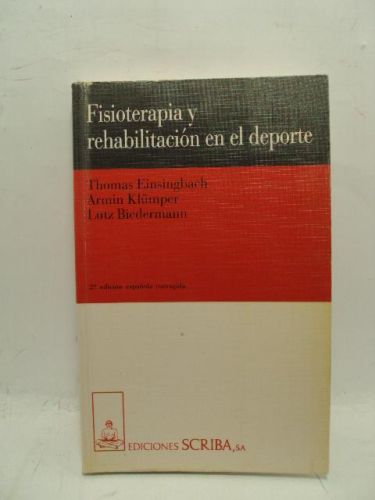 Fisioterapia y
rehabilitación en el deporte
Thomas Einsingbach
Armin Klümper
Lutz Biedermann
2ª edición española corregida
EDICIONES SCRIBA, SA